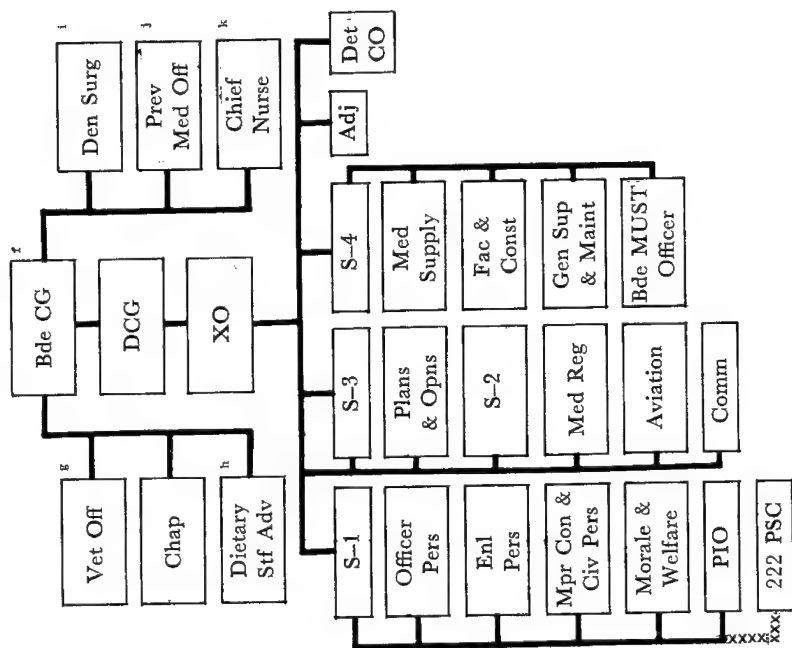 f
Bde CG
DCG
XO
g
Vet Off
Chap
h
Dietary
Stf Adv
i
Den Surg
j
Prev
Med Off
k
Chief
Nurse
S-1
Officer
Pers
Enl
Pers
Mpr Con &
Civ Pers
Morale &
Welfare
PIO
xxxxx xxx
222 PSC
S-3
Plans
& Opns
S-2
Med Reg
Aviation
Comm
S-4
Med
Supply
Fac &
Const
Gen Sup
& Maint
Bde MUST
Officer
Adj
Det
CO